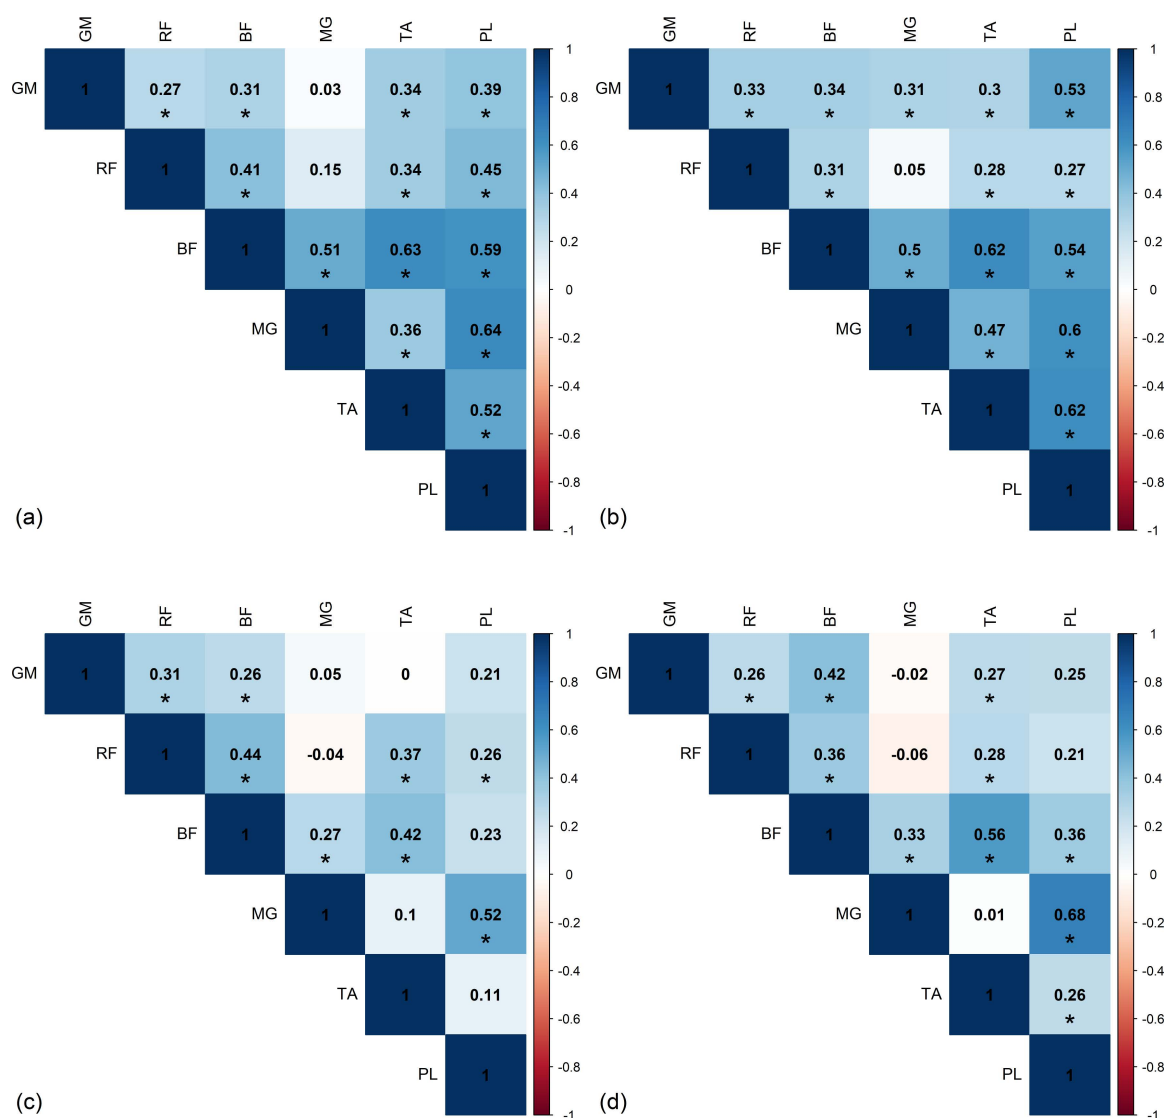 GM RF BF MG TA PL
GM 1 0.27 0.31 0.03 0.34 0.39
* * * *
RF 1 0.41 0.15 0.34 0.45
* * *
BF 1 0.51 0.63 0.59
* * *
MG 1 0.36 0.64
* *
TA 1 0.52
*
PL 1
1
0.8
0.6
0.4
0.2
0
-0.2
-0.4
-0.6
-0.8
-1
(a)
GM RF BF MG TA PL
GM 1 0.33 0.34 0.31 0.3 0.53
* * * * *
RF 1 0.31 0.05 0.28 0.27
* * *
BF 1 0.5 0.62 0.54
* * *
MG 1 0.47 0.6
* *
TA 1 0.62
*
PL 1
1
0.8
0.6
0.4
0.2
0
-0.2
-0.4
-0.6
-0.8
-1
(b)
GM RF BF MG TA PL
GM 1 0.31 0.26 0.05 0 0.21
* *
RF 1 0.44 -0.04 0.37 0.26
* * *
BF 1 0.27 0.42 0.23
* *
MG 1 0.1 0.52
*
TA 1 0.11
PL 1
1
0.8
0.6
0.4
0.2
0
-0.2
-0.4
-0.6
-0.8
-1
(c)
GM RF BF MG TA PL
GM 1 0.26 0.42 -0.02 0.27 0.25
* * *
RF 1 0.36 -0.06 0.28 0.21
* *
BF 1 0.33 0.56 0.36
* * *
MG 1 0.01 0.68
*
TA 1 0.26
*
PL 1
1
0.8
0.6
0.4
0.2
0
-0.2
-0.4
-0.6
-0.8
-1
(d)